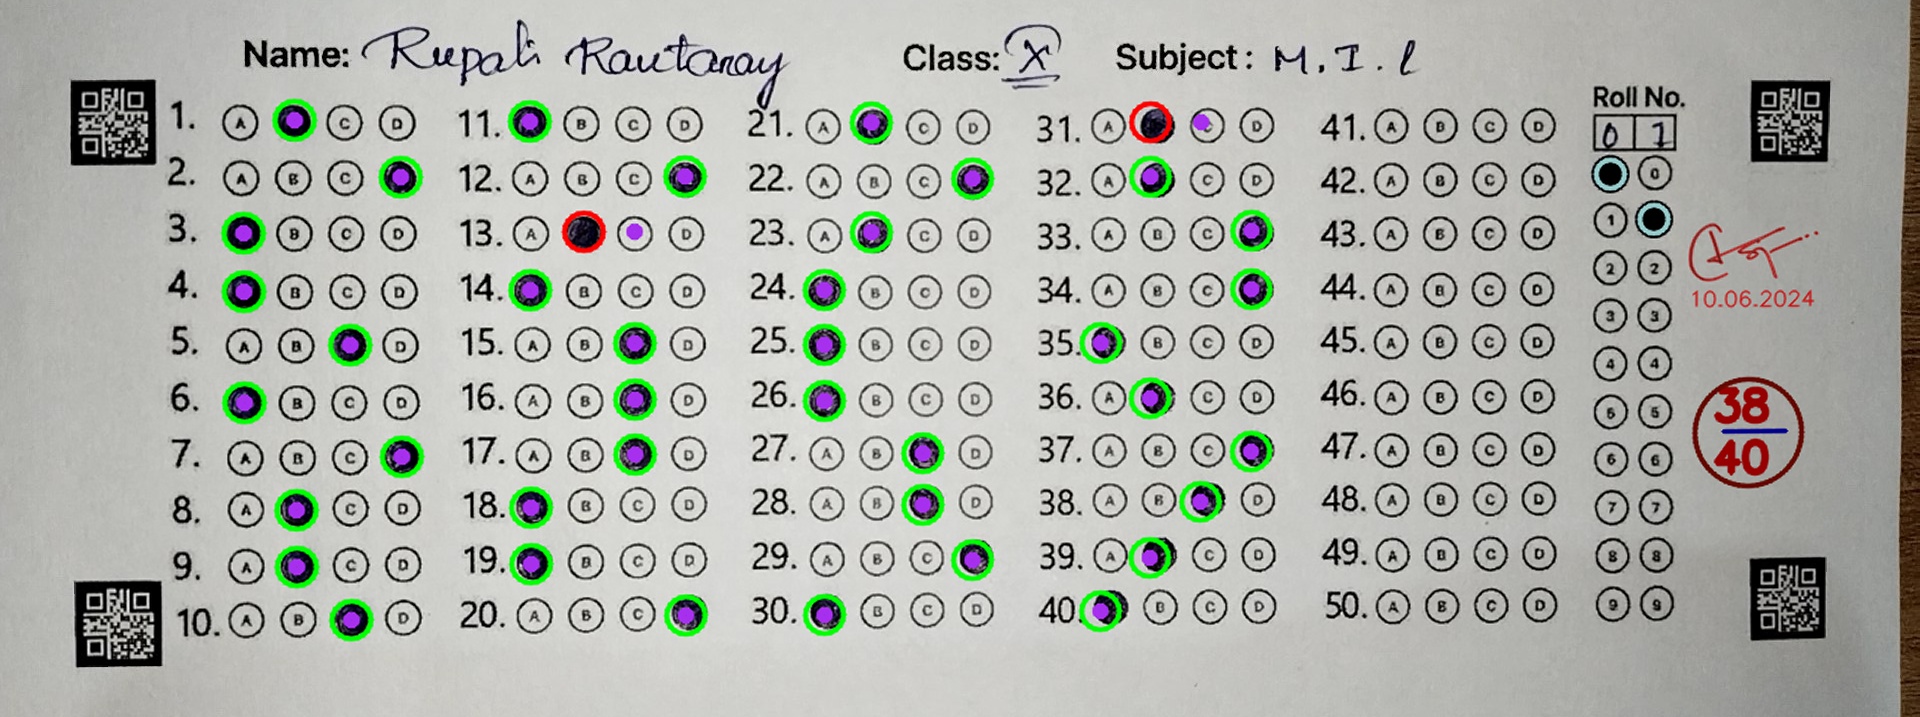 Name: Rupali Rautaray Class: X Subject: M.I.L
Roll No.
0 1
1. A C D 11. B C D 21. A C D 31. A D 41. A B C D
2. A B C 12. A B C 22. A B C 32. A C D 42. A B C D 0
3. B C D 13. A D 23. A C D 33. A B C 43. A B C D 1
4. B C D 14. B C D 24. B C D 34. A B C 44. A B C D 2 2
10.06.2024
5. A B D 15. A B D 25. B C D 35. B C D 45. A B C D 3 3
6. B C D 16. A B D 26. B C D 36. A C D 46. A B C D 4 4
38
40
7. A B C 17. A B D 27. A B D 37. A B C 47. A B C D 5 5
8. A C D 18. B C D 28. A B D 38. A B D 48. A B C D 6 6
9. A C D 19. B C D 29. A B C 39. A C D 49. A B C D 7 7
10. A B D 20. A B C 30. B C D 40. B C D 50. A B C D 8 8
9 9